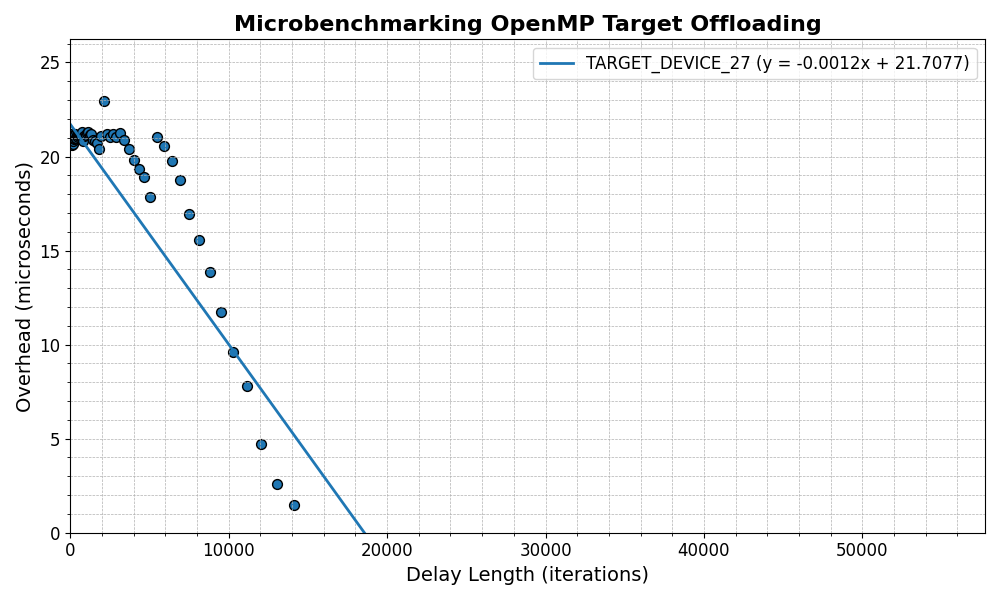 Microbenchmarking OpenMP Target Offloading
TARGET_DEVICE_27 (y = -0.0012x + 21.7077)
25
20
15
10
5
0
Overhead (microseconds)
0 10000 20000 30000 40000 50000
Delay Length (iterations)